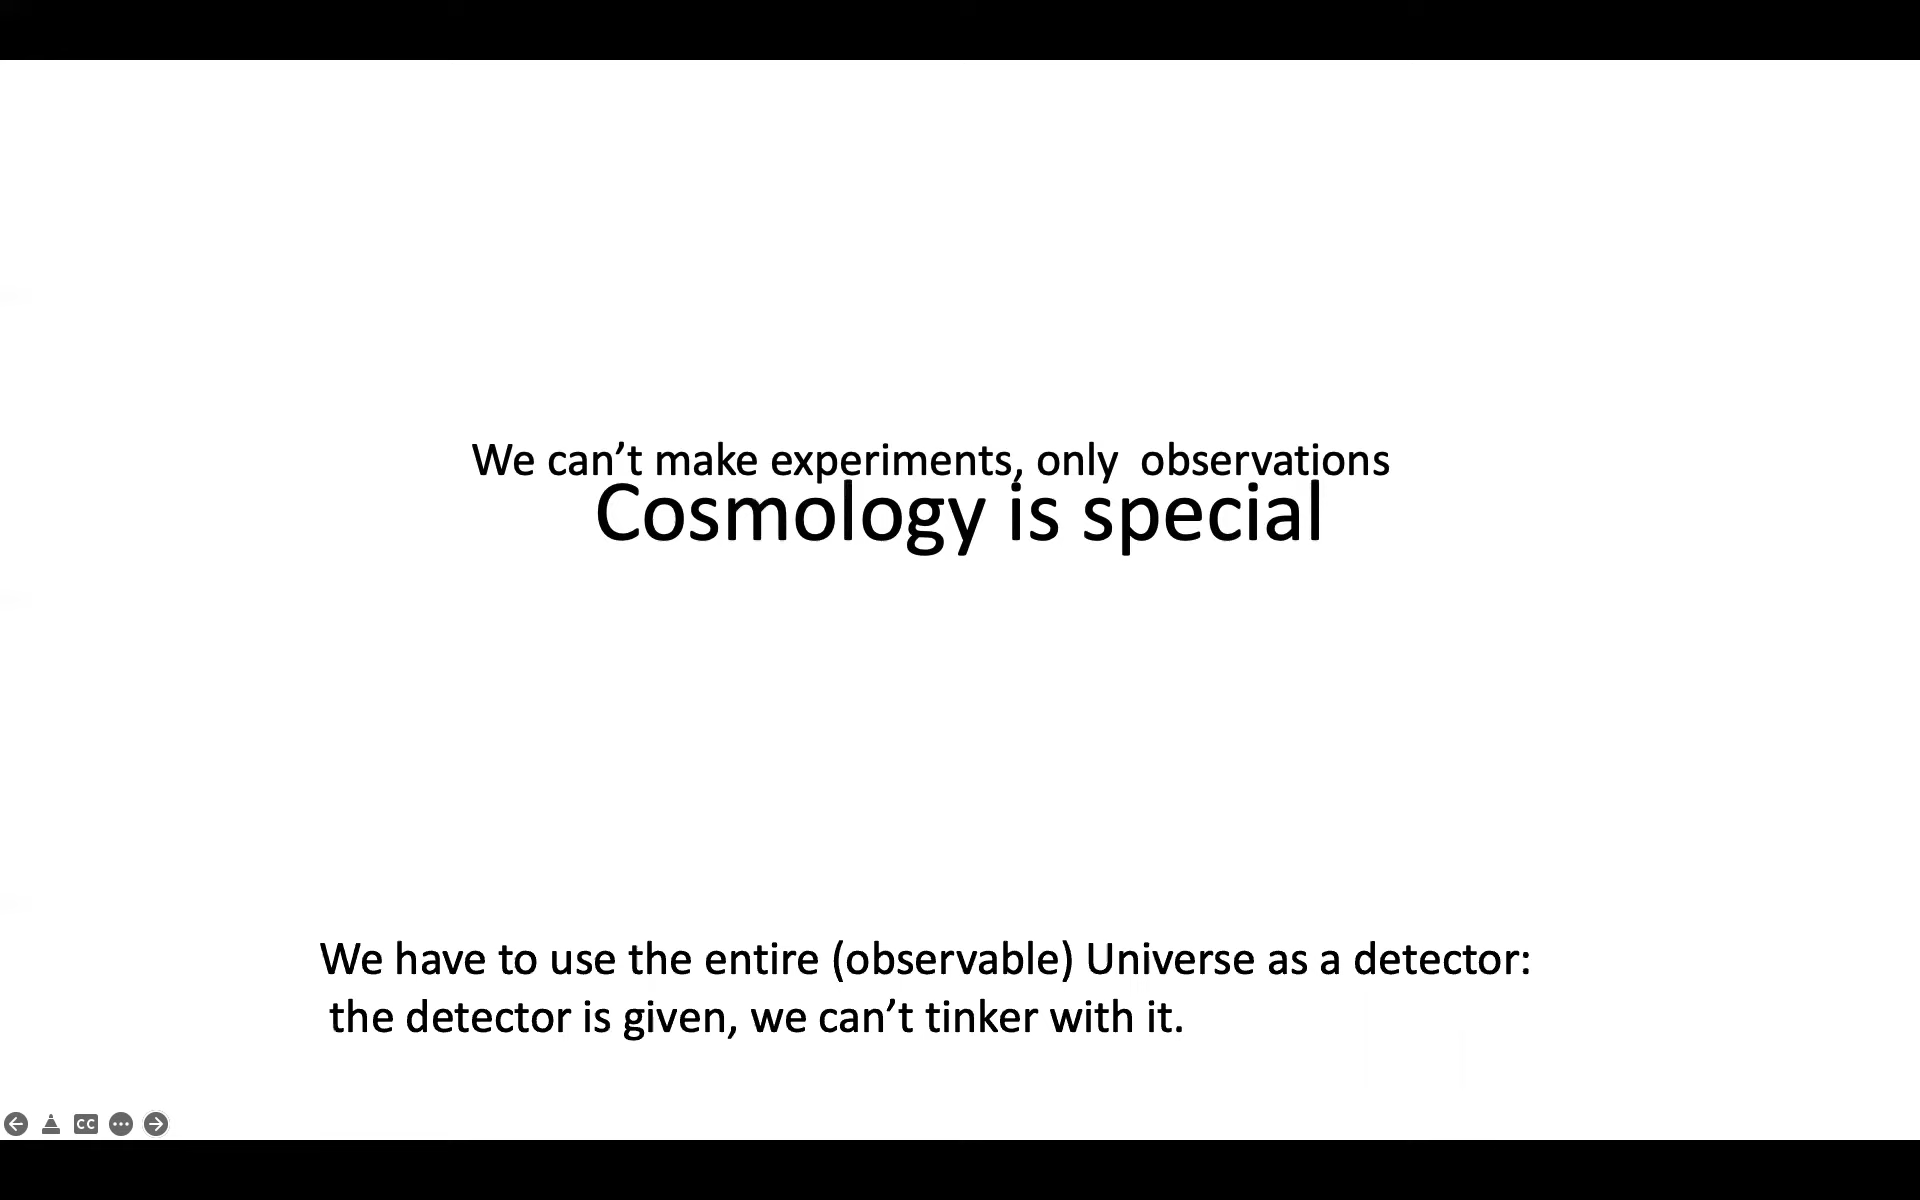 We can’t make experiments, only  observations
Cosmology is special
We have to use the entire (observable) Universe as a detector:
the detector is given, we can’t tinker with it.
CC